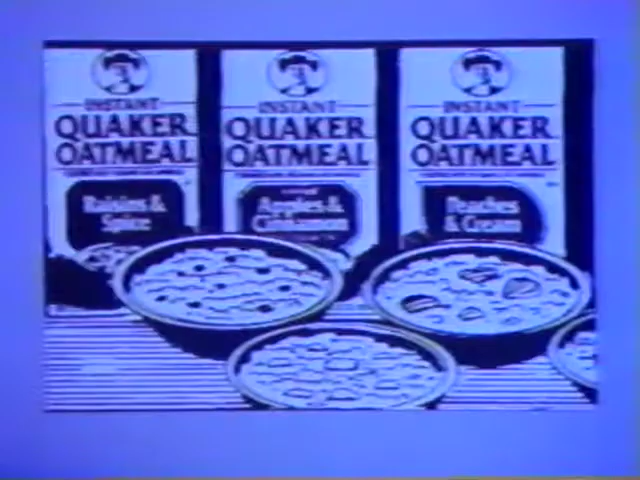 INSTANT
QUAKER
OATMEAL
Raisins &
Spice
INSTANT
QUAKER
OATMEAL
Apples &
Cinnamon
INSTANT
QUAKER
OATMEAL
Peaches
& Cream